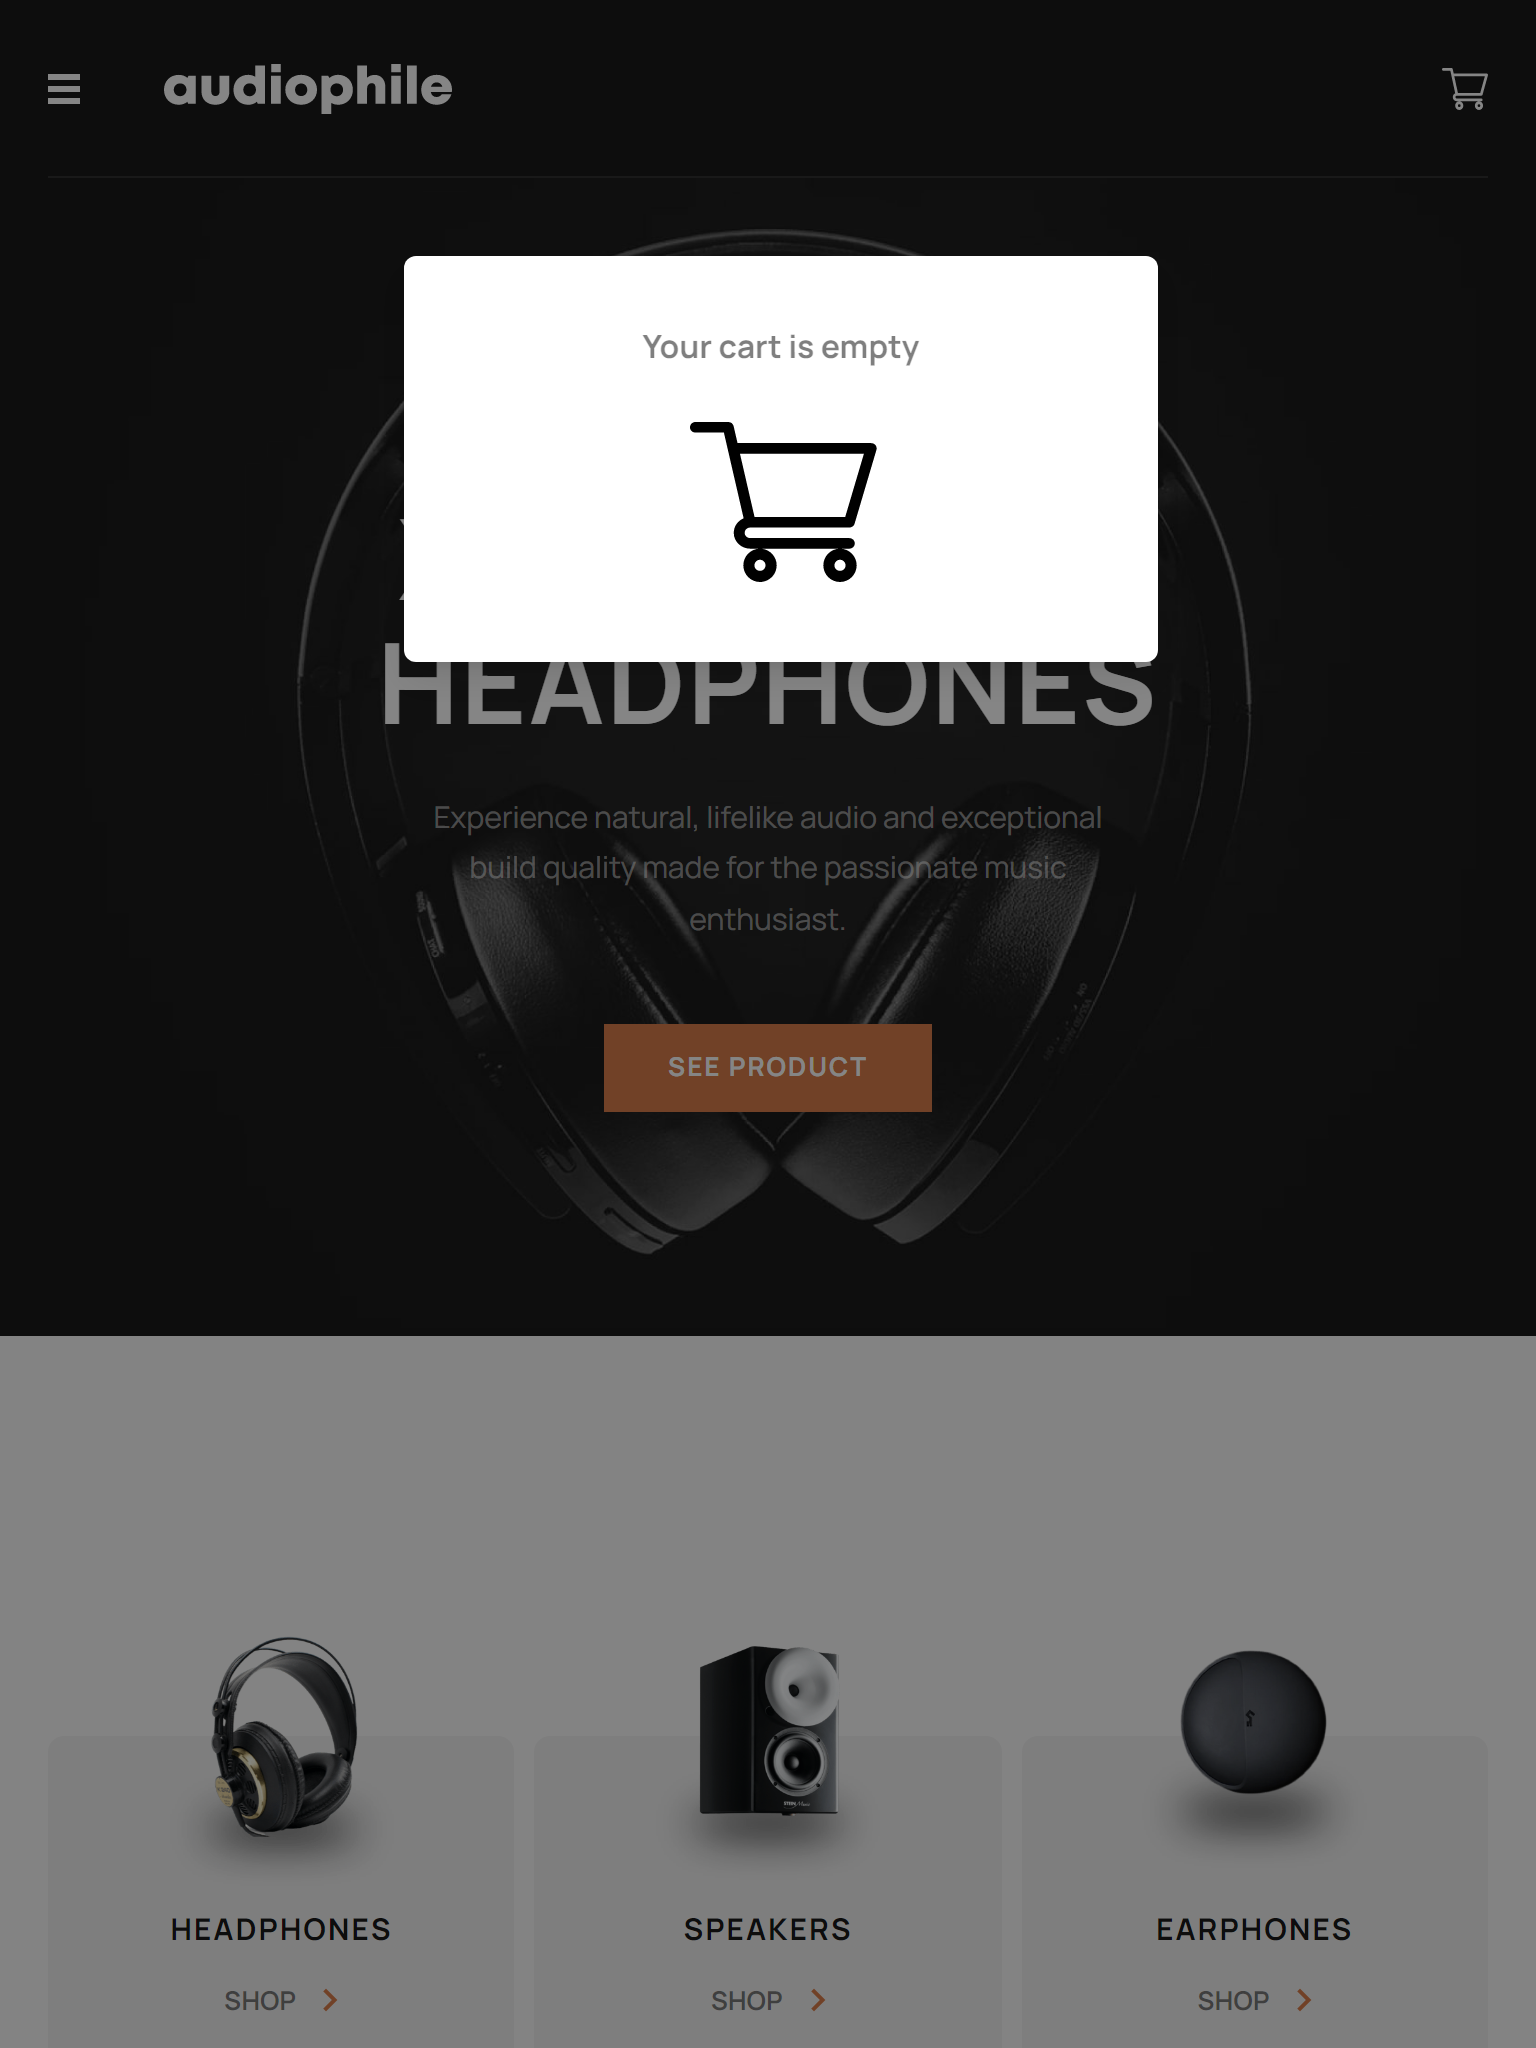 audiophile
Your cart is empty
HEADPHONES
Experience natural, lifelike audio and exceptional
build quality made for the passionate music
enthusiast.
SEE PRODUCT
HEADPHONES
SPEAKERS
EARPHONES
SHOP
SHOP
SHOP